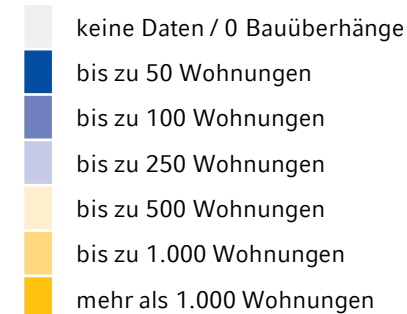 keine Daten / 0 Bauüberhänge
bis zu 50 Wohnungen
bis zu 100 Wohnungen
bis zu 250 Wohnungen
bis zu 500 Wohnungen
bis zu 1.000 Wohnungen
mehr als 1.000 Wohnungen